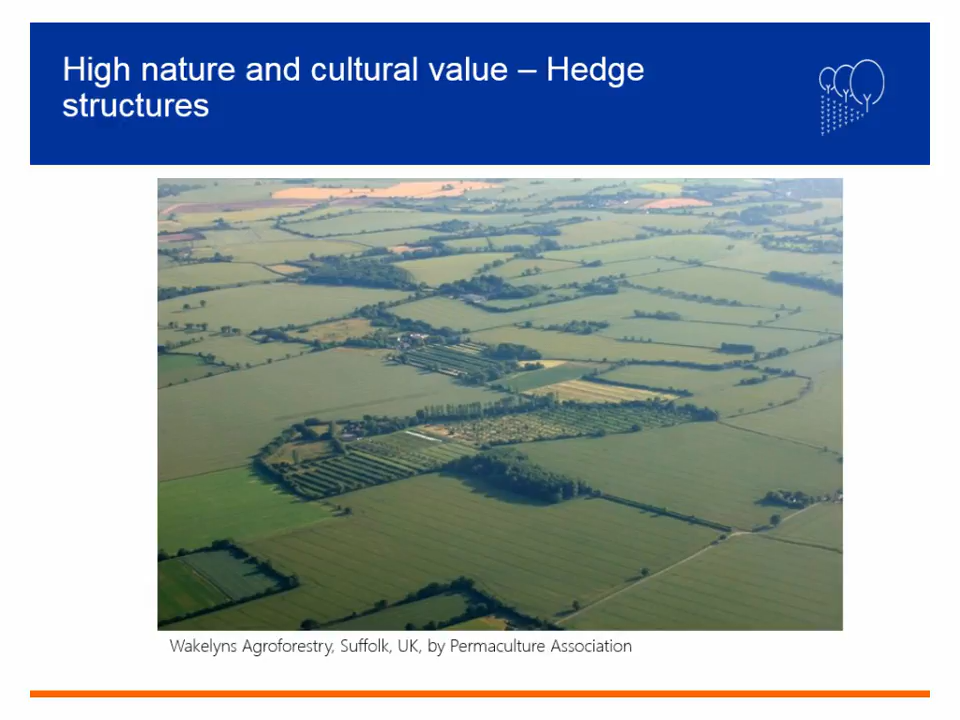 High nature and cultural value – Hedge
structures
Wakelyns Agroforestry, Suffolk, UK, by Permaculture Association